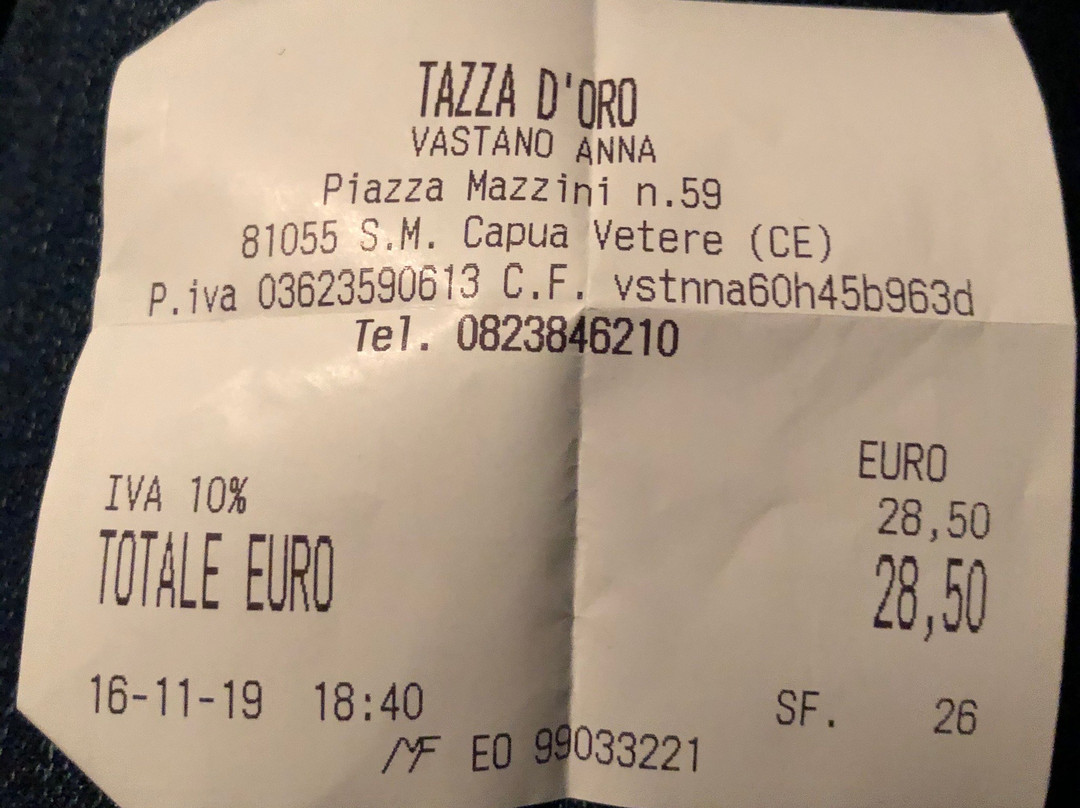 TAZZA D'ORO
VASTANO ANNA
Piazza Mazzini n.59
81055 S.M. Capua Vetere (CE)
P.iva 03623590613 C.F. vstnna60h45b963d
Tel. 0823846210
EURO
IVA 10% 28,50
TOTALE EURO 28,50
16-11-19 18:40 SF. 26
MF EO 99033221